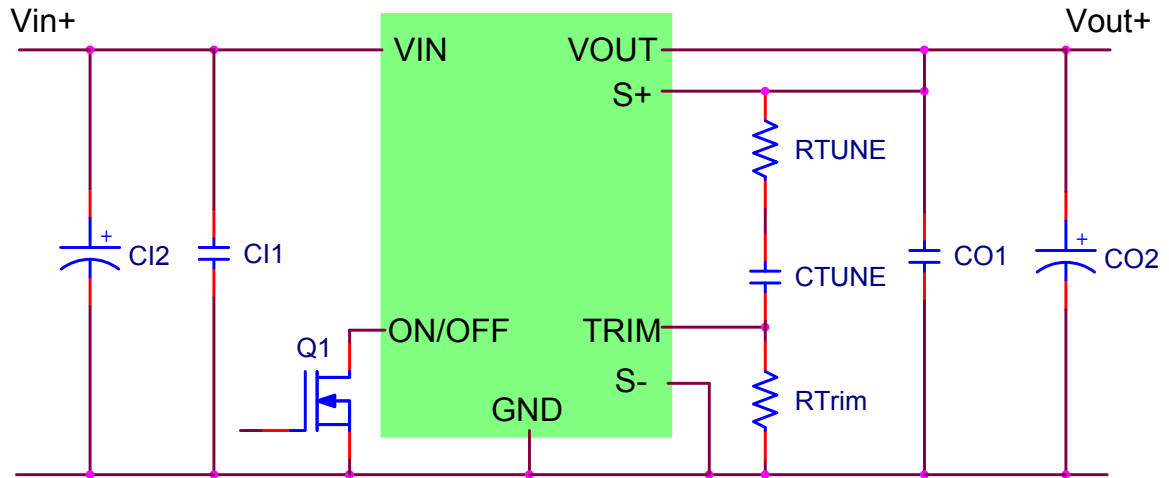 Vin+
Vout+
VIN
VOUT
S+
RTUNE
+
CI2
CI1
CTUNE
CO1
+
CO2
ON/OFF
TRIM
Q1
S-
RTrim
GND